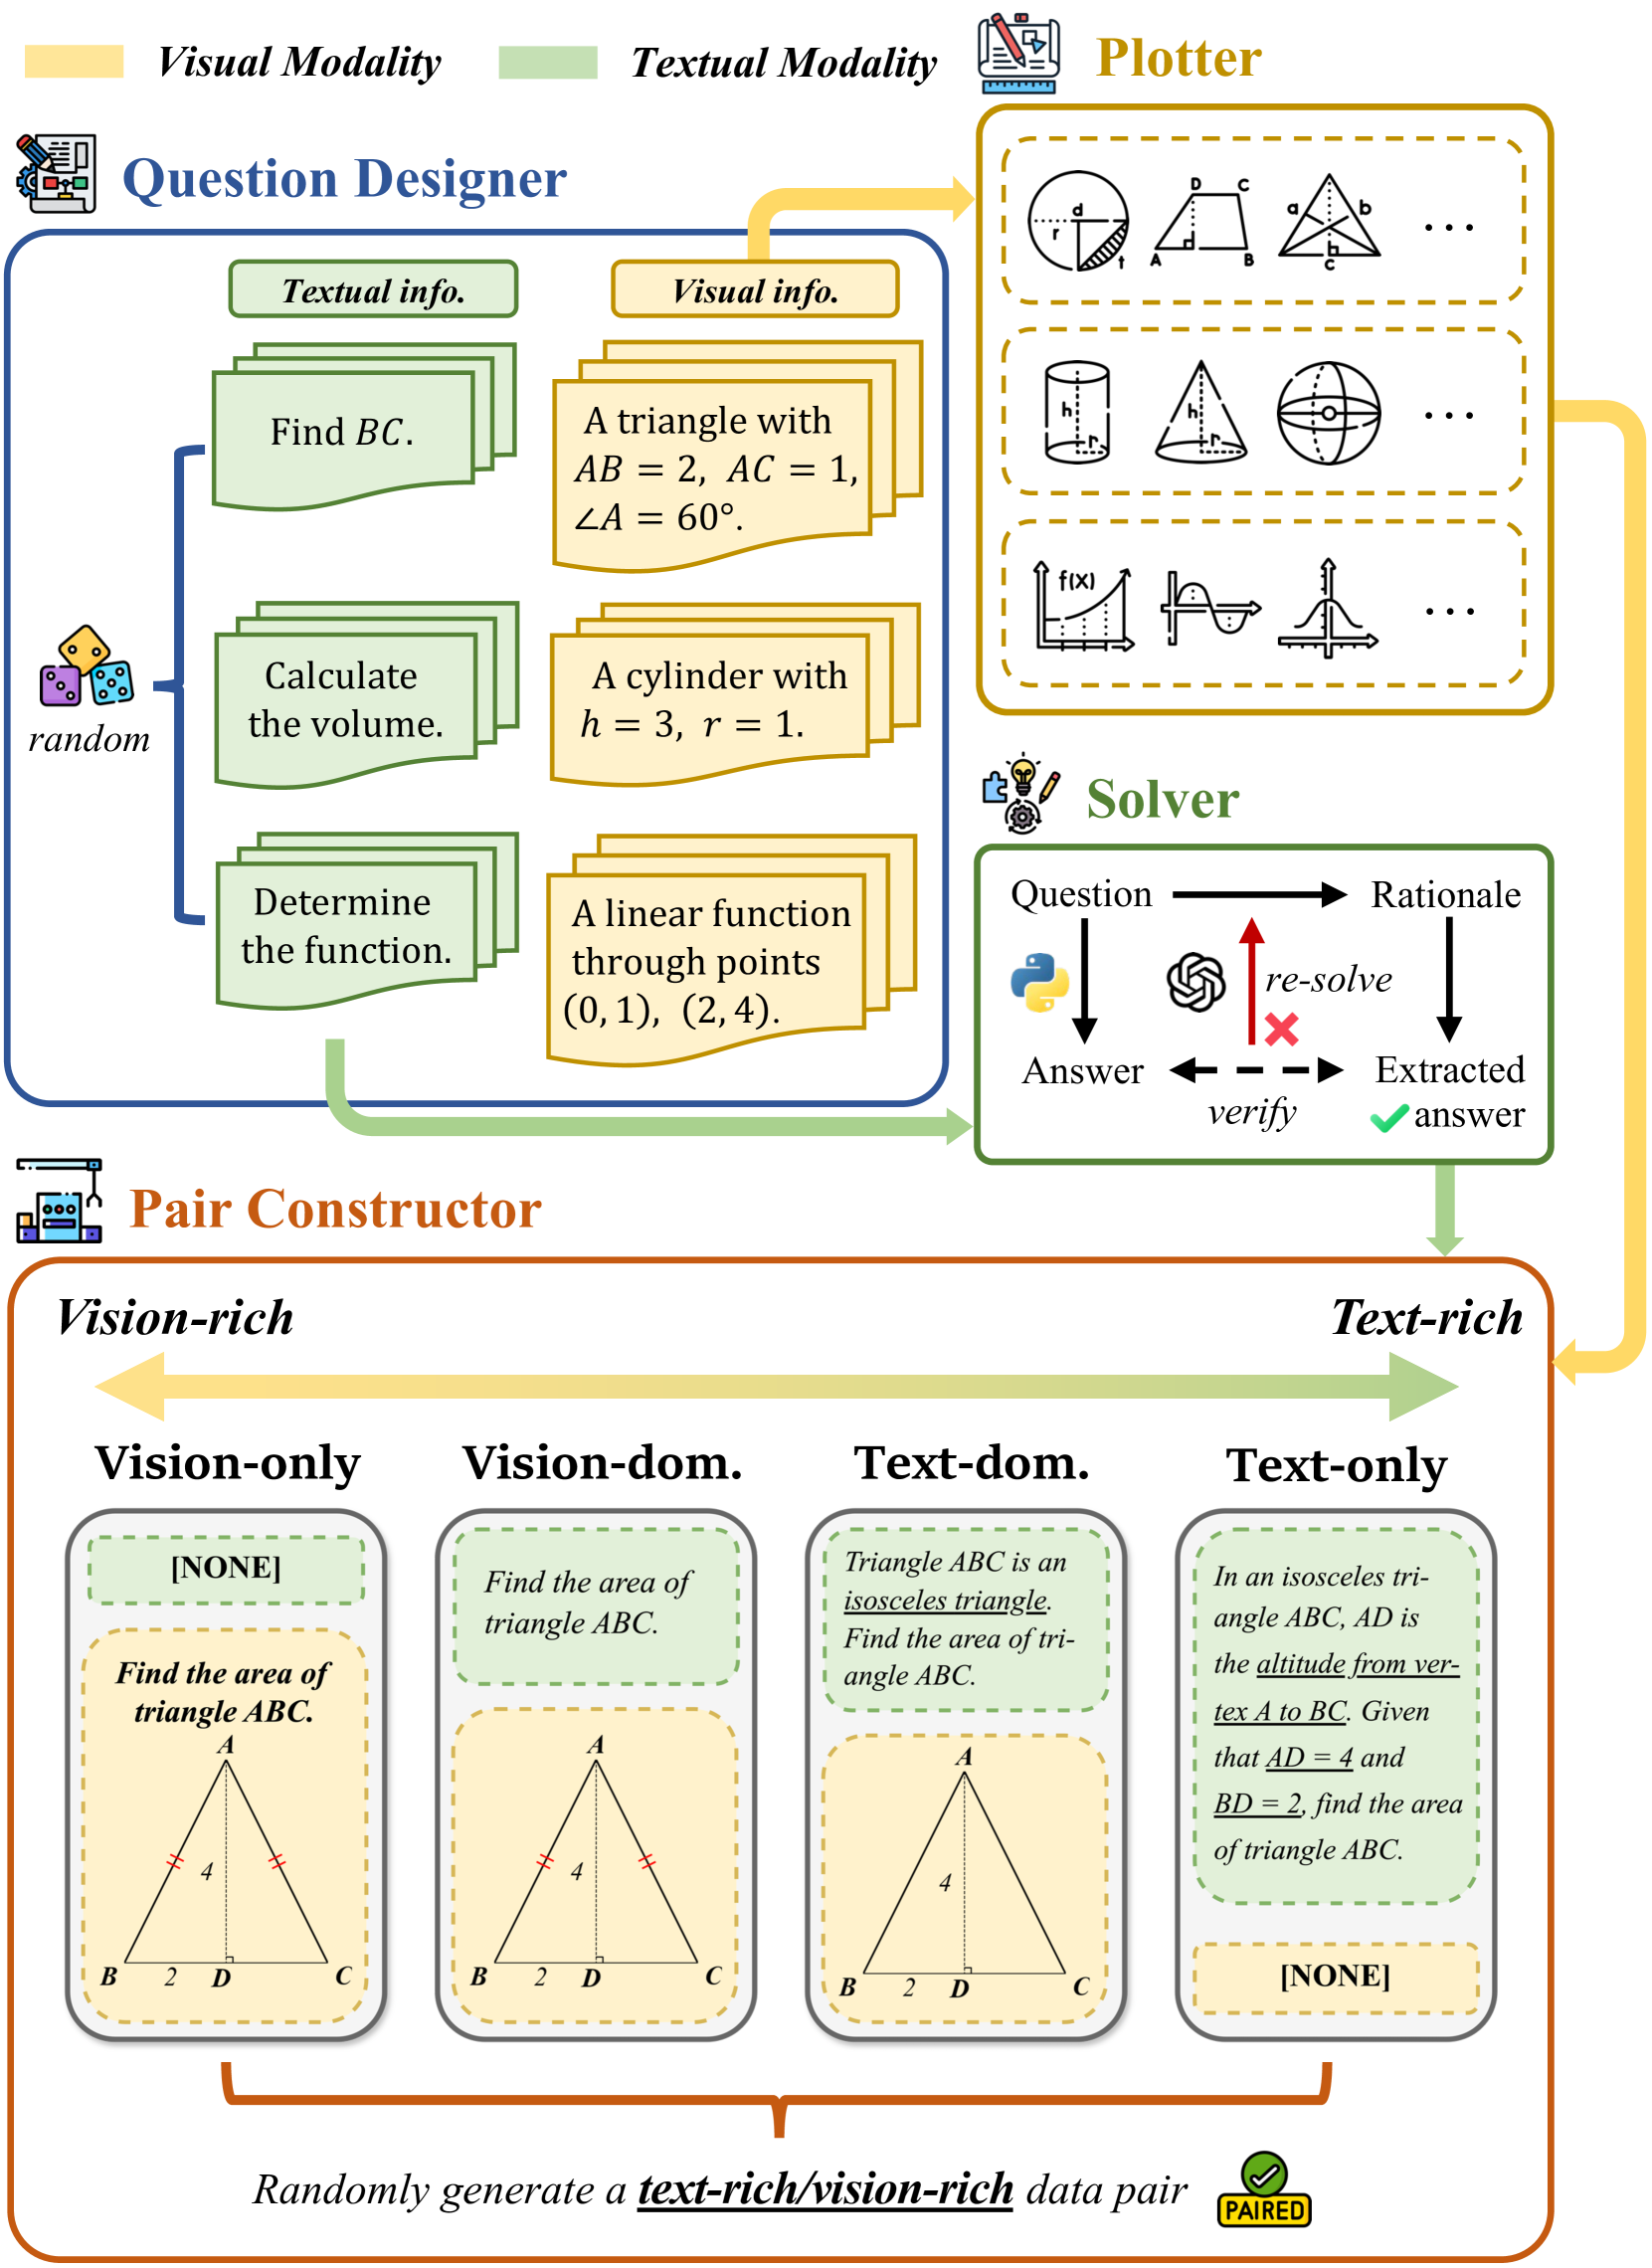 Visual Modality
Textual Modality
Plotter
Question Designer
Textual info.
Visual info.
Find BC.
A triangle with
AB = 2, AC = 1,
∠A = 60°.
random
Calculate
the volume.
A cylinder with
h = 3, r = 1.
Determine
the function.
A linear function
through points
(0, 1), (2, 4).
d
r
t
D
C
A
B
a
b
c
...
h
r
h
r
...
f(x)
...
Solver
Question
Rationale
re-solve
Answer
verify
Extracted
answer
Pair Constructor
Vision-rich
Text-rich
Vision-only
Vision-dom.
Text-dom.
Text-only
[NONE]
Find the area of
triangle ABC.
A
4
B
2
D
C
Find the area of
triangle ABC.
A
4
B
2
D
C
Triangle ABC is an
isosceles triangle.
Find the area of tri-
angle ABC.
A
4
B
2
D
C
In an isosceles tri-
angle ABC, AD is
the altitude from ver-
tex A to BC. Given
that AD = 4 and
BD = 2, find the area
of triangle ABC.
[NONE]
Randomly generate a text-rich/vision-rich data pair
PAIRED